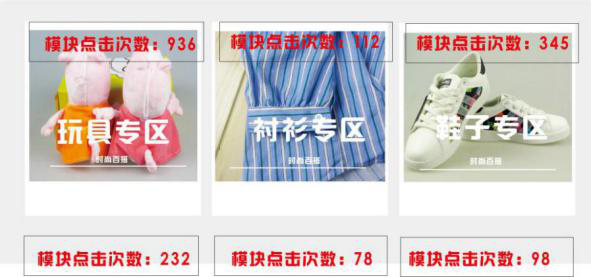 模块点击次数：936
模块点击次数：112
模块点击次数：345
玩具专区
衬衫专区
鞋子专区
时尚百搭
时尚百搭
时尚百搭
模块点击次数：232
模块点击次数：78
模块点击次数：98